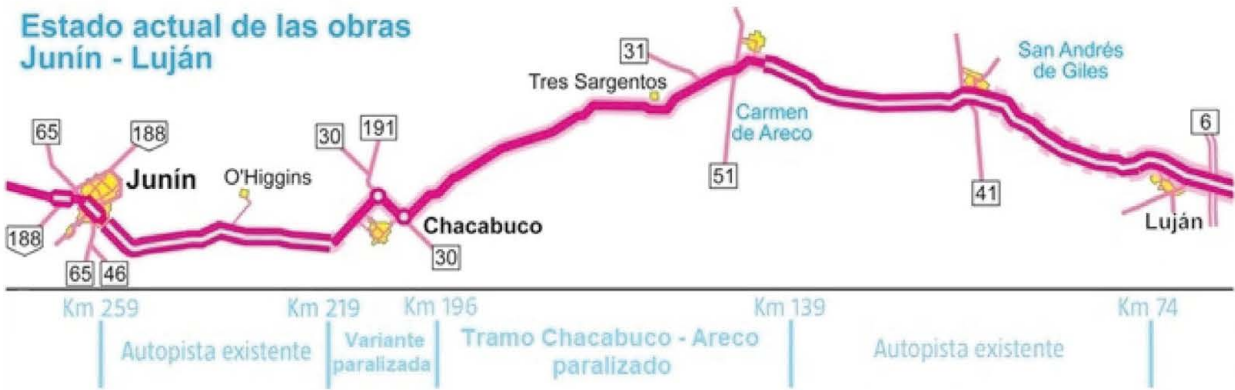 Estado actual de las obras
Junín - Luján
65
188
Junín
O'Higgins
30
191
Tres Sargentos
31
Carmen
de Areco
51
San Andrés
de Giles
41
6
Luján
188
65
46
Chacabuco
30
Km 259
Km 219
Km 196
Km 139
Km 74
Autopista existente
Variante
paralizada
Tramo Chacabuco - Areco
paralizado
Autopista existente